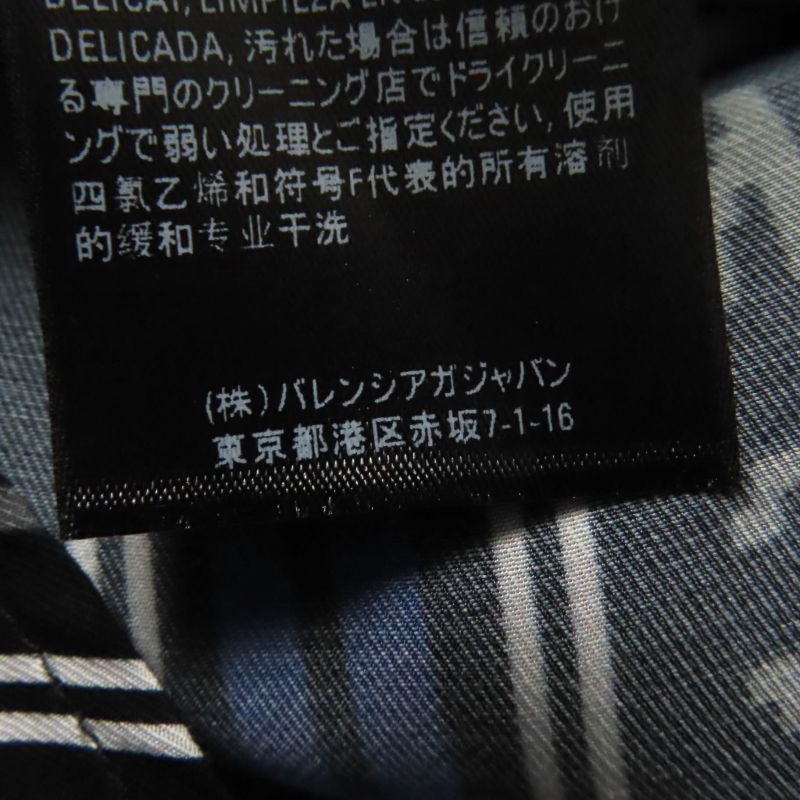 DELICAT, LIMPIEZA EN
DELICADA, 汚れた場合は信頼のおけ
る専門のクリーニング店でドライクリーニ
ングで弱い処理とご指定ください, 使用
四氯乙烯和符号F代表的所有溶剂
的缓和专业干洗
(株)バレンシアガジャパン
東京都港区赤坂7-1-16